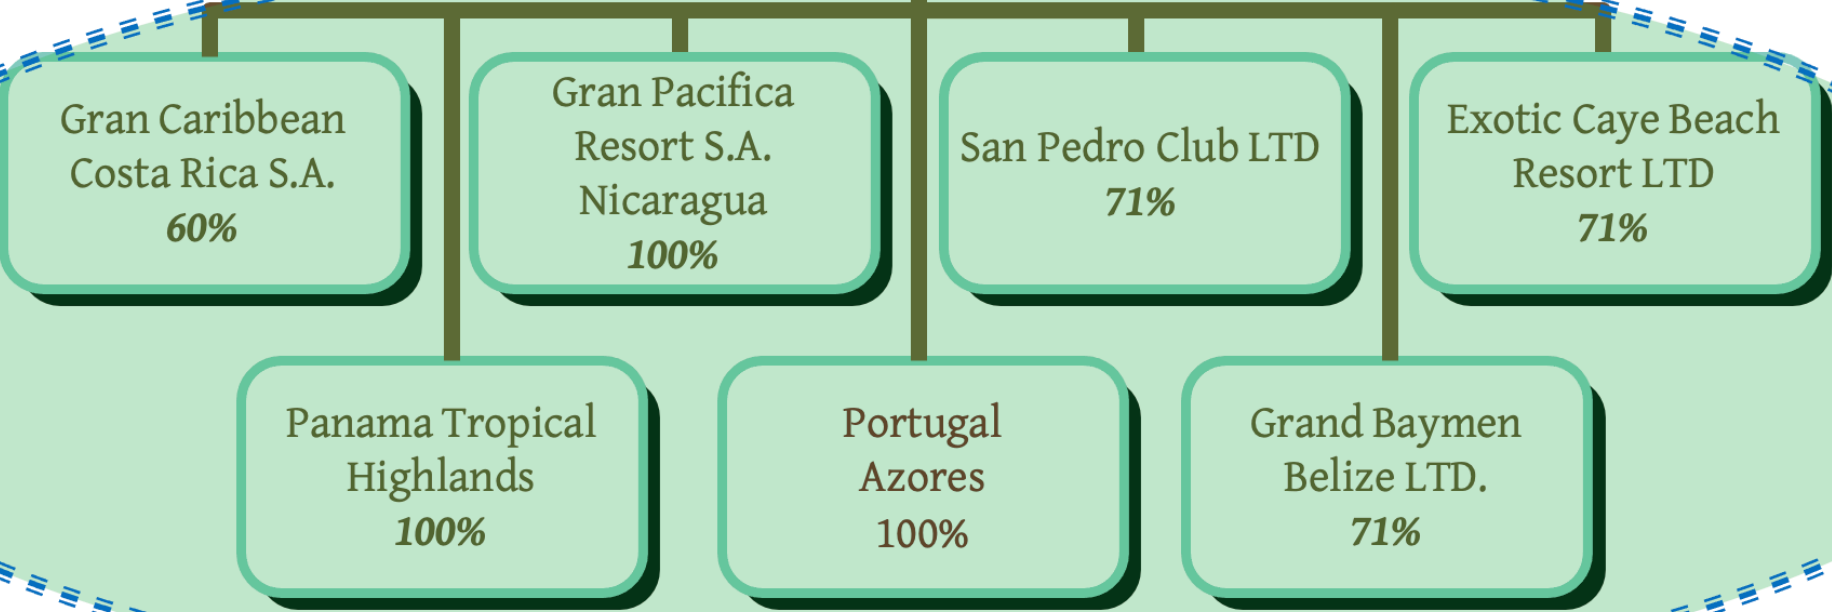 Gran Caribbean
Costa Rica S.A.
60%
Gran Pacifica
Resort S.A.
Nicaragua
100%
San Pedro Club LTD
71%
Exotic Caye Beach
Resort LTD
71%
Panama Tropical
Highlands
100%
Portugal
Azores
100%
Grand Baymen
Belize LTD.
71%